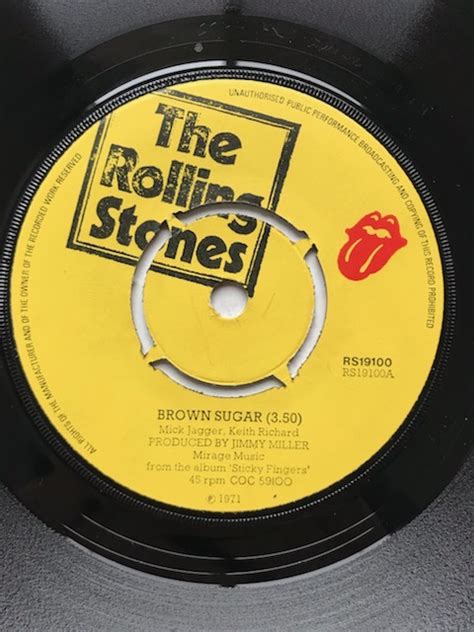 UNAUTHORISED PUBLIC PERFORMANCE BROADCASTING AND COPYING OF THIS RECORD PROHIBITED
ALL RIGHTS OF THE MANUFACTURER AND OF THE OWNER OF THE RECORDED WORK RESERVED
The
Rolling
Stones
RS19100
RS19100A
BROWN SUGAR (3.50)
Mick Jagger, Keith Richard
PRODUCED BY JIMMY MILLER
Mirage Music
from the album 'Sticky Fingers'
45 rpm COC 59100
℗ 1971